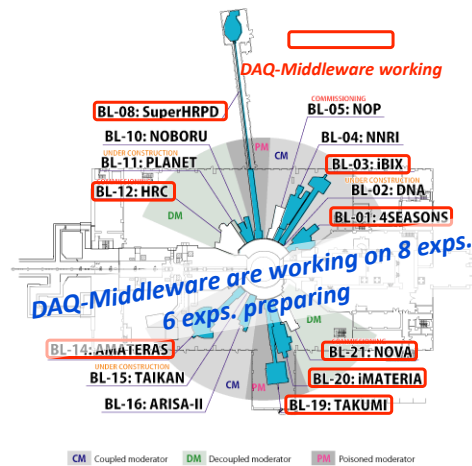 DAQ-Middleware working
COMMISSIONING
BL-05: NOP
BL-08: SuperHRPD
BL-10: NOBORU
BL-04: NNRI
UNDER CONSTRUCTION
BL-11: PLANET
PM
CM
BL-03: iBIX
UNDER CONSTRUCTION
BL-12: HRC
BL-02: DNA
DM
BL-01: 4SEASONS
DAQ-Middleware are working on 8 exps.
6 exps. preparing
DM
BL-14: AMATERAS
BL-21: NOVA
UNDER CONSTRUCTION
BL-15: TAIKAN
CM
PM
BL-20: iMATERIA
BL-16: ARISA-II
BL-19: TAKUMI
CM Coupled moderator DM Decoupled moderator PM Poisoned moderator